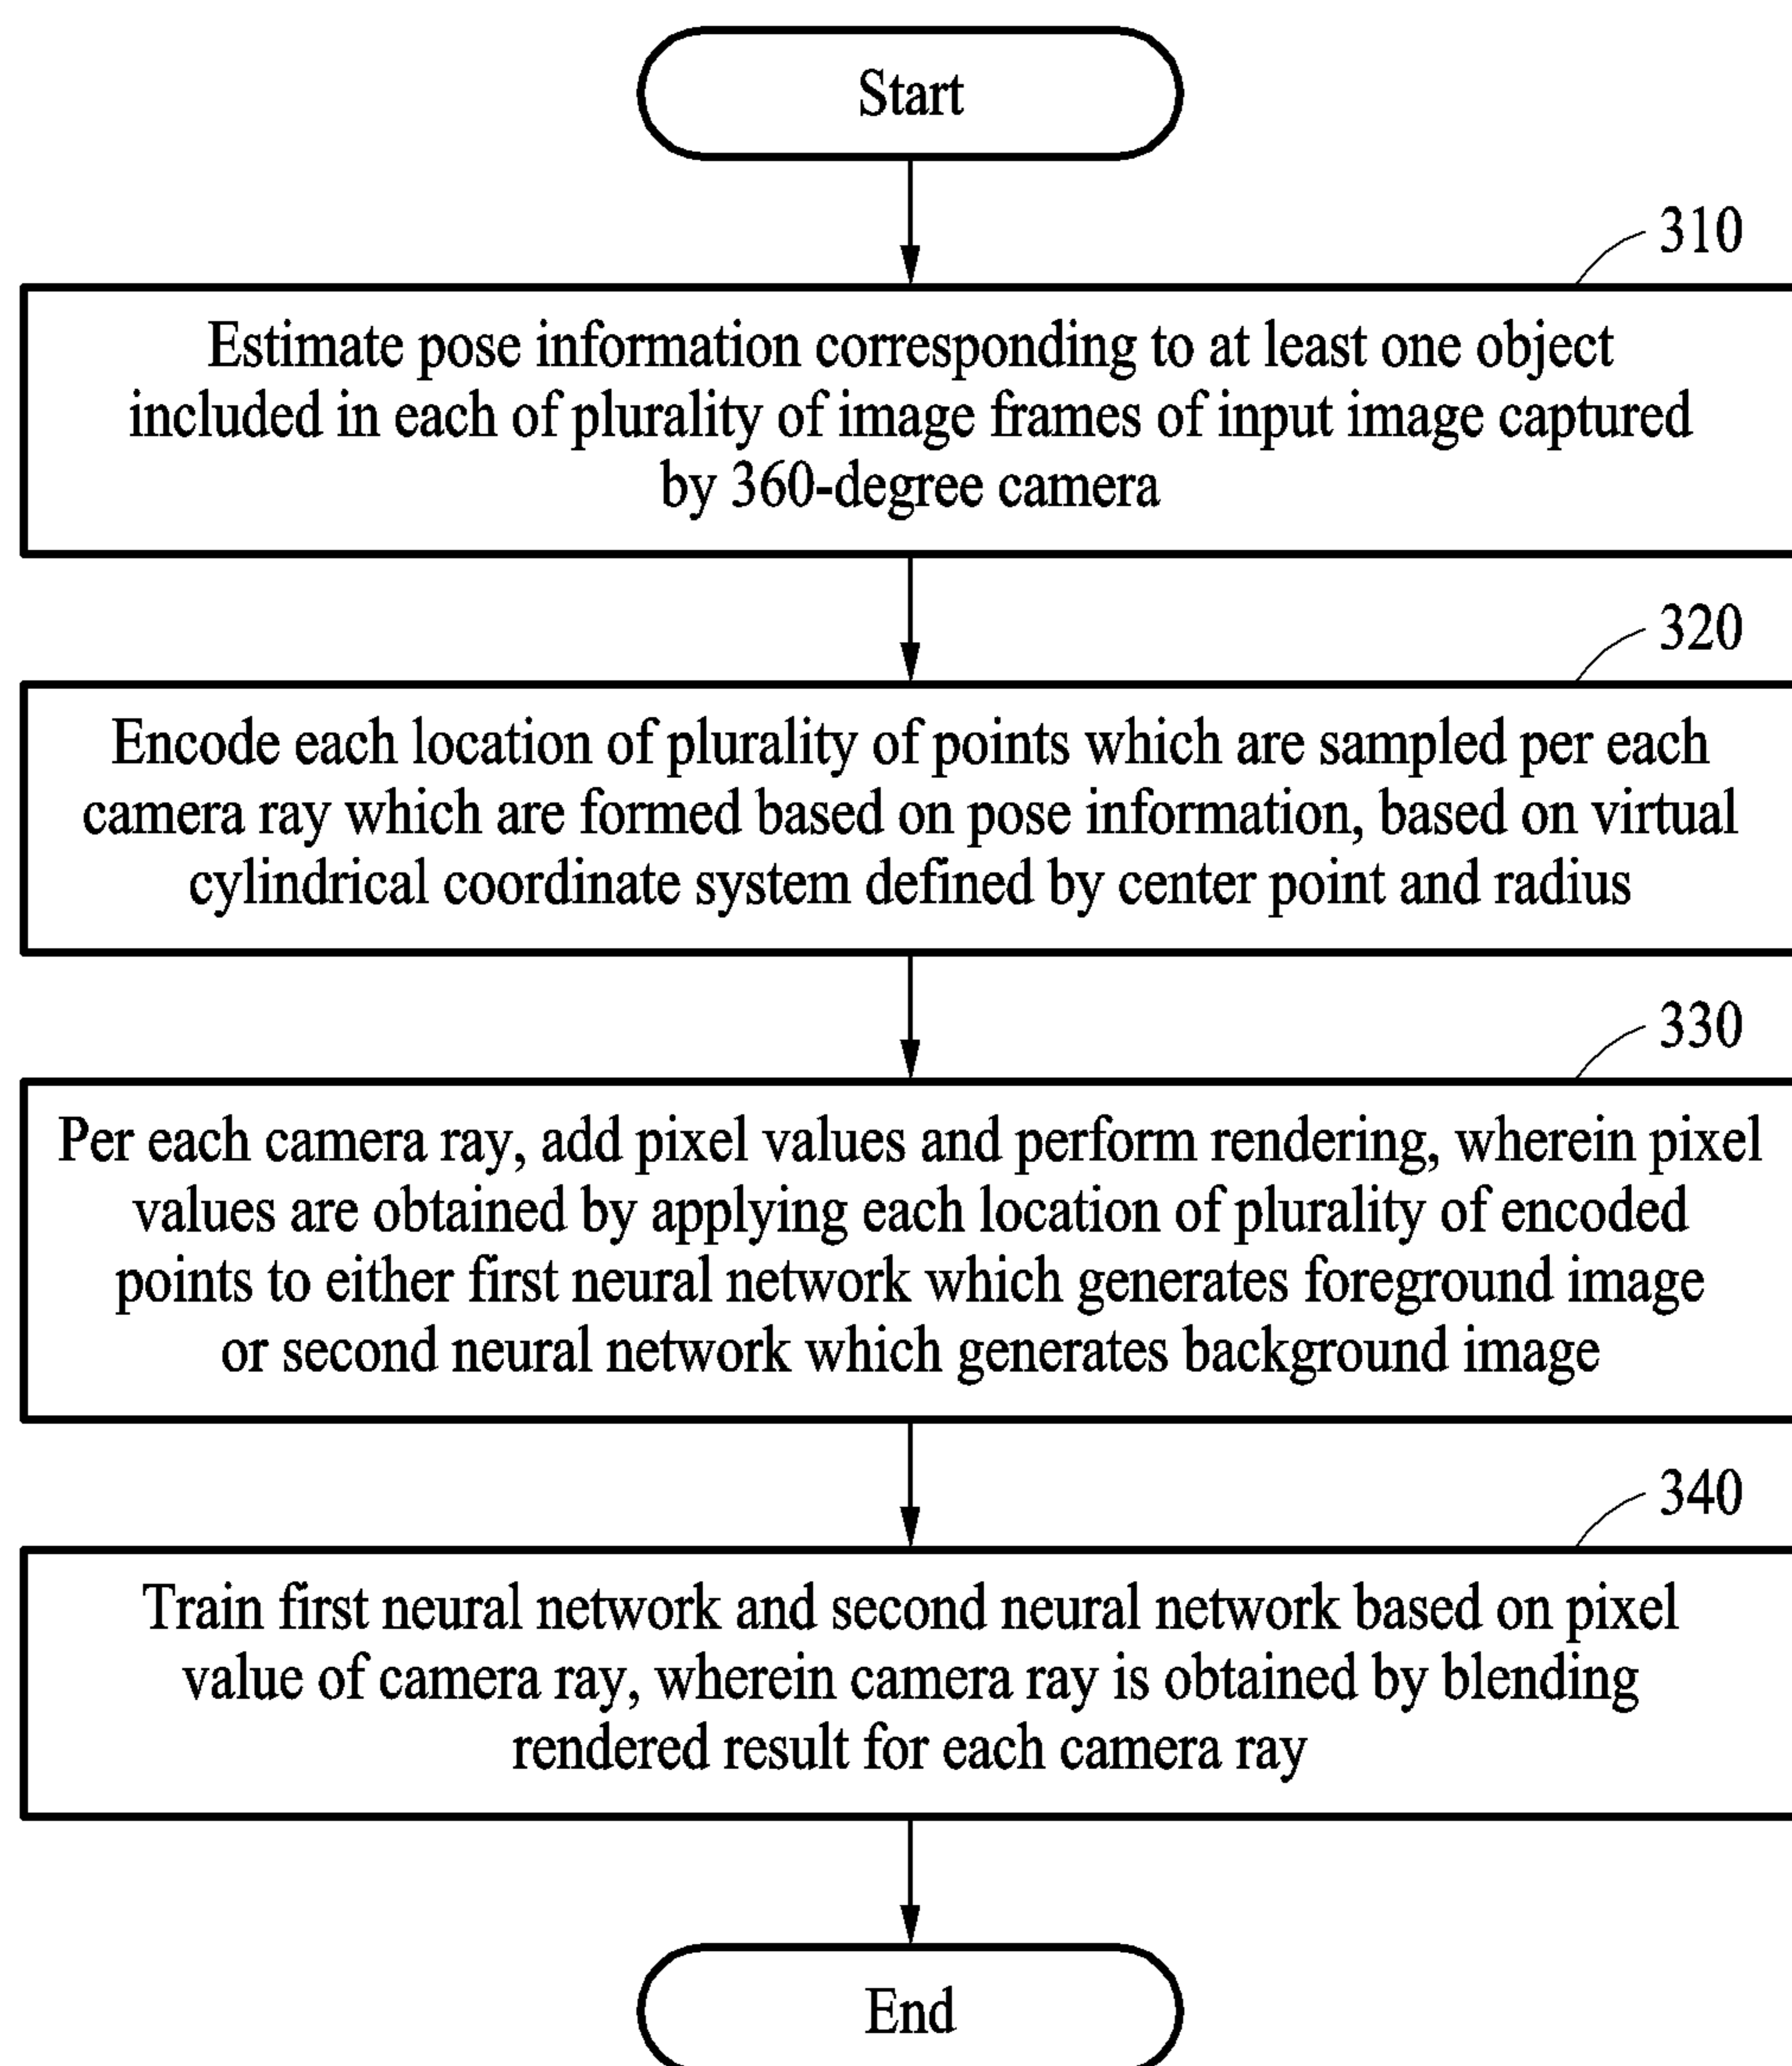 Start
310
Estimate pose information corresponding to at least one object
included in each of plurality of image frames of input image captured
by 360-degree camera
320
Encode each location of plurality of points which are sampled per each
camera ray which are formed based on pose information, based on virtual
cylindrical coordinate system defined by center point and radius
330
Per each camera ray, add pixel values and perform rendering, wherein pixel
values are obtained by applying each location of plurality of encoded
points to either first neural network which generates foreground image
or second neural network which generates background image
340
Train first neural network and second neural network based on pixel
value of camera ray, wherein camera ray is obtained by blending
rendered result for each camera ray
End